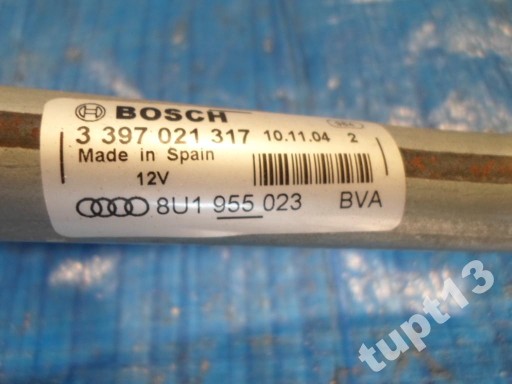 BOSCH
3 397 021 317 10.11.04 2
Made in Spain
12V
8U1 955 023 BVA
tupt13